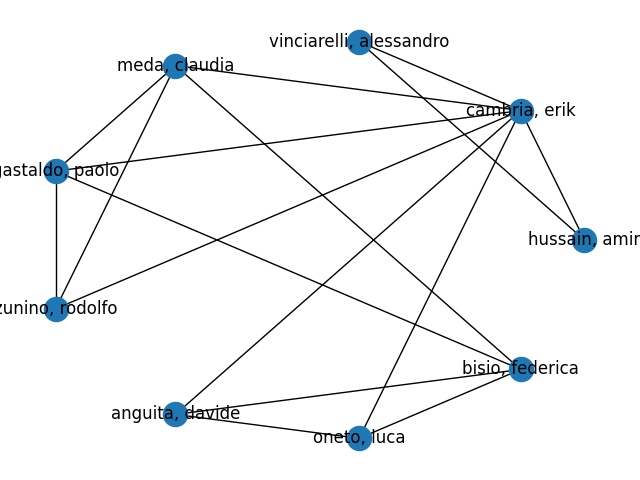 vinciarelli, alessandro
meda, claudia
cambria, erik
gastaldo, paolo
hussain, amir
zunino, rodolfo
bisio, federica
anguita, davide
oneto, luca